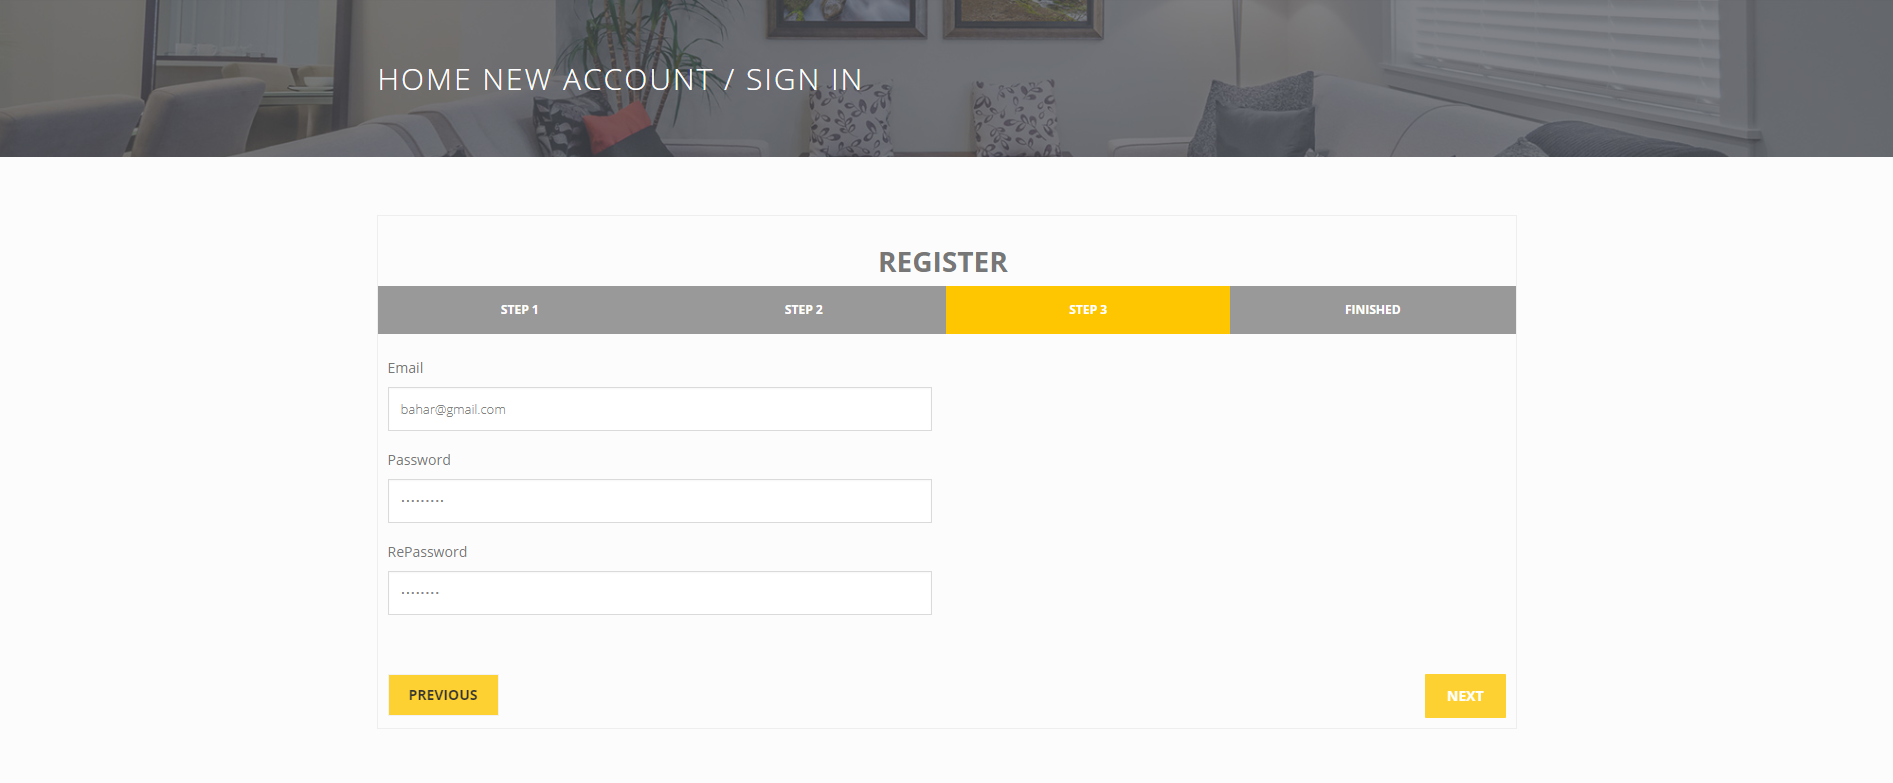 HOME NEW ACCOUNT / SIGN IN
REGISTER
STEP 1
STEP 2
STEP 3
FINISHED
Email
bahar@gmail.com
Password
·········
RePassword
········
PREVIOUS
NEXT